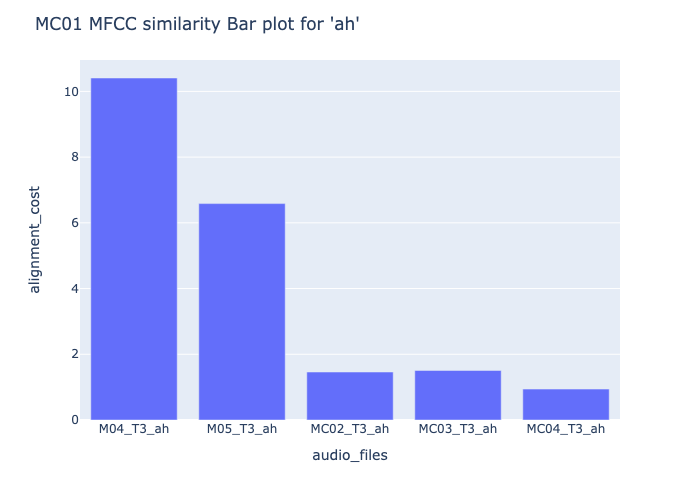 MC01 MFCC similarity Bar plot for 'ah'
10
8
6
4
2
0
alignment_cost
M04_T3_ah M05_T3_ah MC02_T3_ah MC03_T3_ah MC04_T3_ah
audio_files